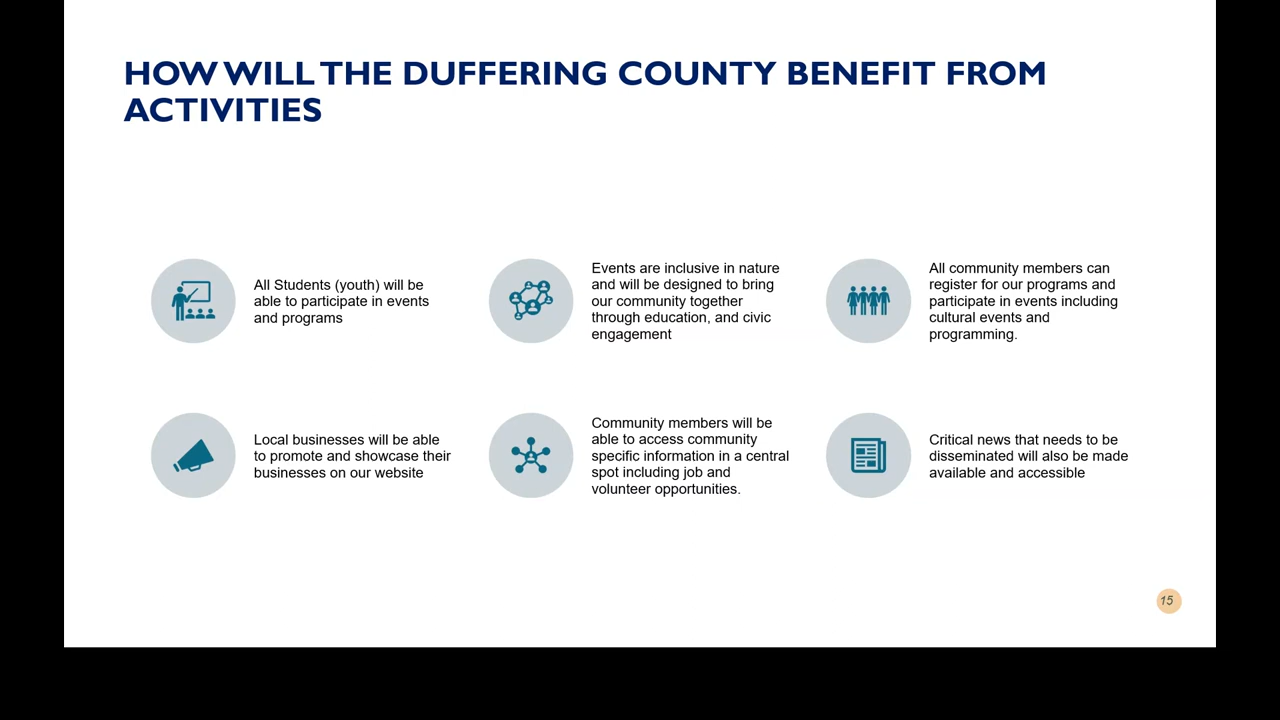 HOW WILL THE DUFFERING COUNTY BENEFIT FROM
ACTIVITIES
All Students (youth) will be
able to participate in events
and programs
Events are inclusive in nature
and will be designed to bring
our community together
through education, and civic
engagement
All community members can
register for our programs and
participate in events including
cultural events and
programming.
Local businesses will be able
to promote and showcase their
businesses on our website
Community members will be
able to access community
specific information in a central
spot including job and
volunteer opportunities.
Critical news that needs to be
disseminated will also be made
available and accessible
15